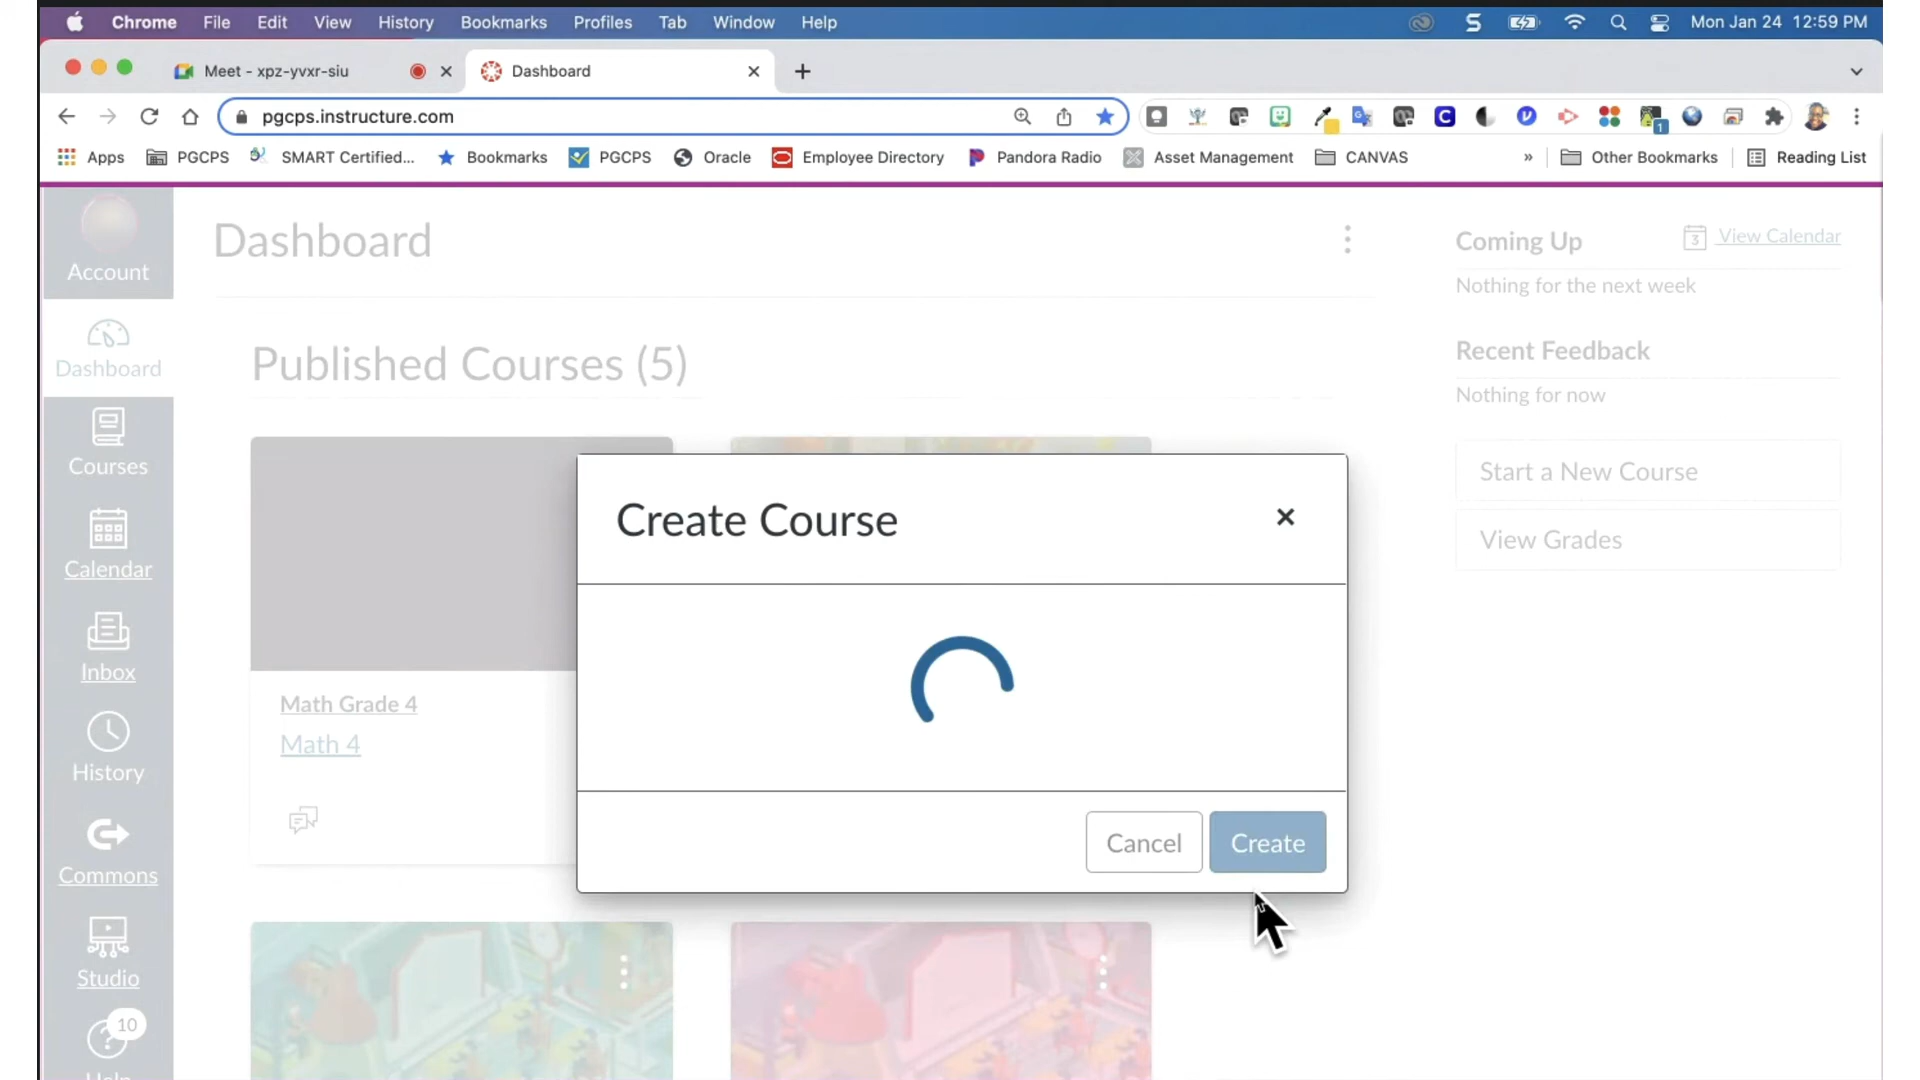 Chrome File Edit View History Bookmarks Profiles Tab Window Help Mon Jan 24 12:59 PM
Meet - xpz-yvxr-siu Dashboard
pgcps.instructure.com
Apps PGCPS SMART Certified... Bookmarks PGCPS Oracle Employee Directory Pandora Radio Asset Management CANVAS » Other Bookmarks Reading List
Account
Dashboard
Courses
Calendar
Inbox
History
Commons
Studio
10
Help
Dashboard
Published Courses (5)
Math Grade 4
Math 4
Create Course
Cancel Create
Coming Up
3 View Calendar
Nothing for the next week
Recent Feedback
Nothing for now
Start a New Course
View Grades